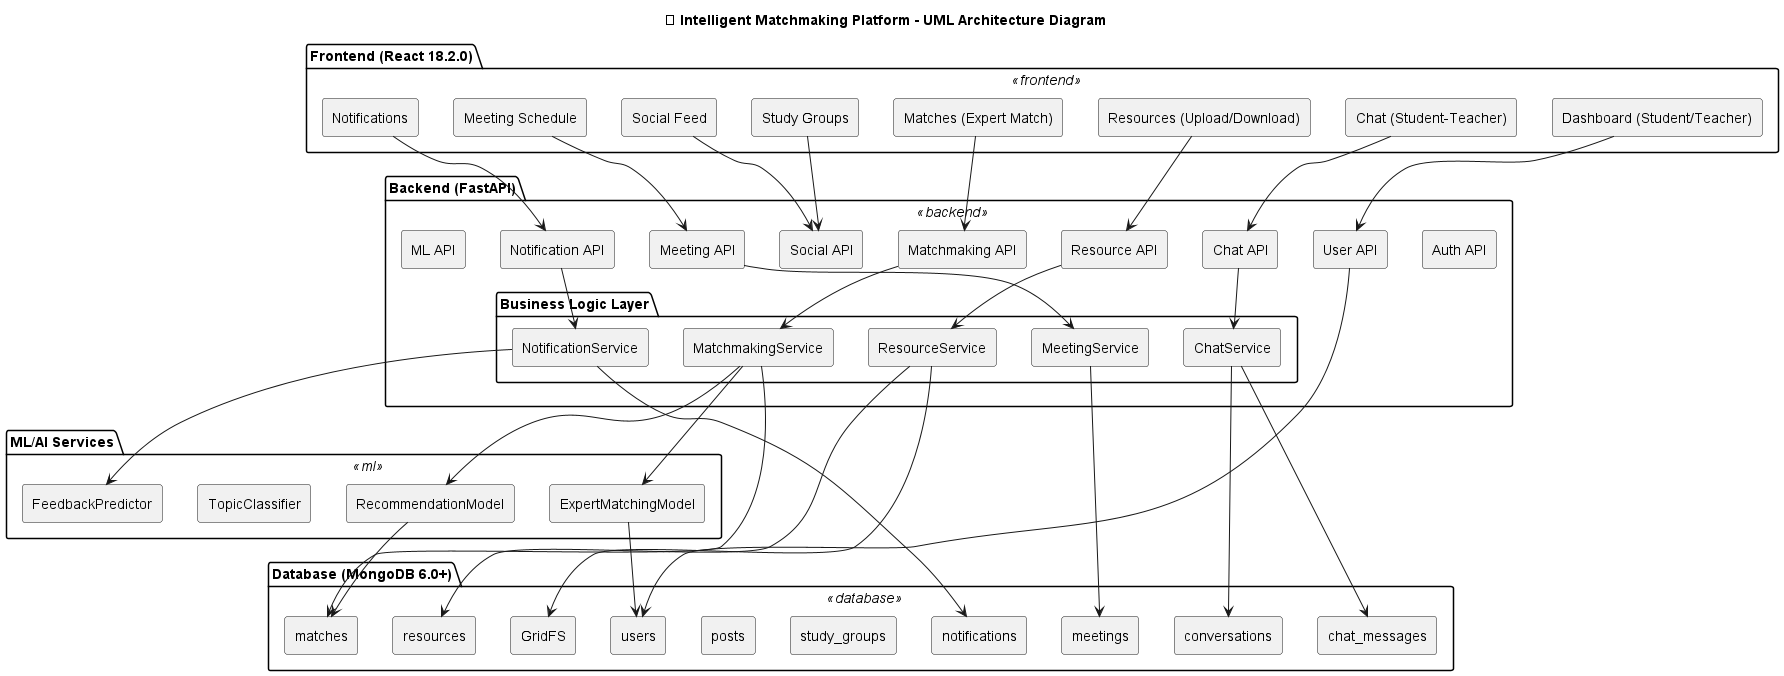 Intelligent Matchmaking Platform - UML Architecture Diagram
Frontend (React 18.2.0)
«frontend»
Notifications
Meeting Schedule
Social Feed
Study Groups
Matches (Expert Match)
Resources (Upload/Download)
Chat (Student-Teacher)
Dashboard (Student/Teacher)
Backend (FastAPI)
«backend»
ML API
Notification API
Meeting API
Social API
Matchmaking API
Resource API
Chat API
User API
Auth API
Business Logic Layer
NotificationService
MatchmakingService
ResourceService
MeetingService
ChatService
ML/AI Services
«ml»
FeedbackPredictor
TopicClassifier
RecommendationModel
ExpertMatchingModel
Database (MongoDB 6.0+)
«database»
matches
resources
GridFS
users
posts
study_groups
notifications
meetings
conversations
chat_messages